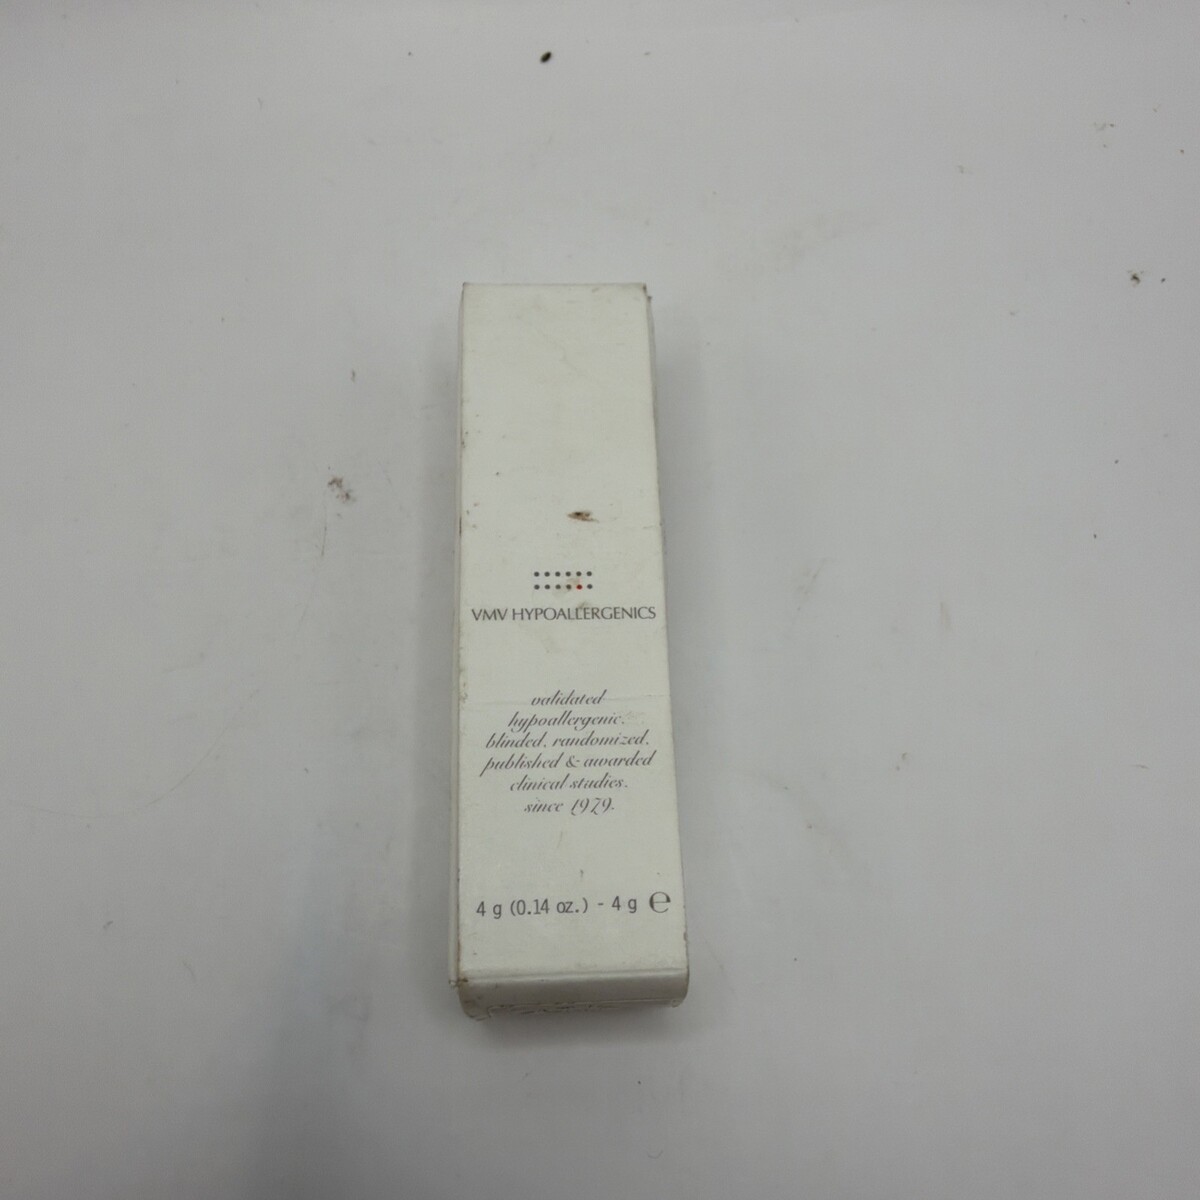 VMV HYPOALLERGENICS
validated
hypoallergenic.
blinded, randomized,
published & awarded
clinical studies.
since 1979.
4 g (0.14 oz.) - 4 g ℮